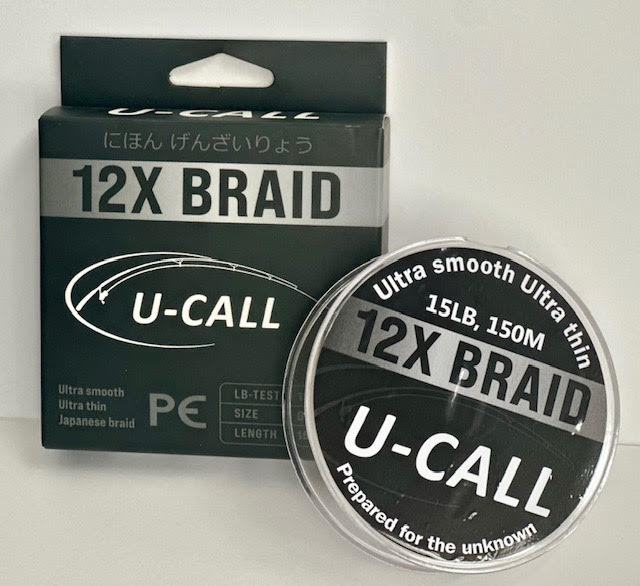 U-CALL
にほん げんざいりょう
12X BRAID
U-CALL
Ultra smooth
Ultra thin
Japanese braid
PE
LB-TEST
SIZE
LENGTH
Ultra smooth Ultra thin
15LB, 150M
12X BRAID
U-CALL
Prepared for the unknown